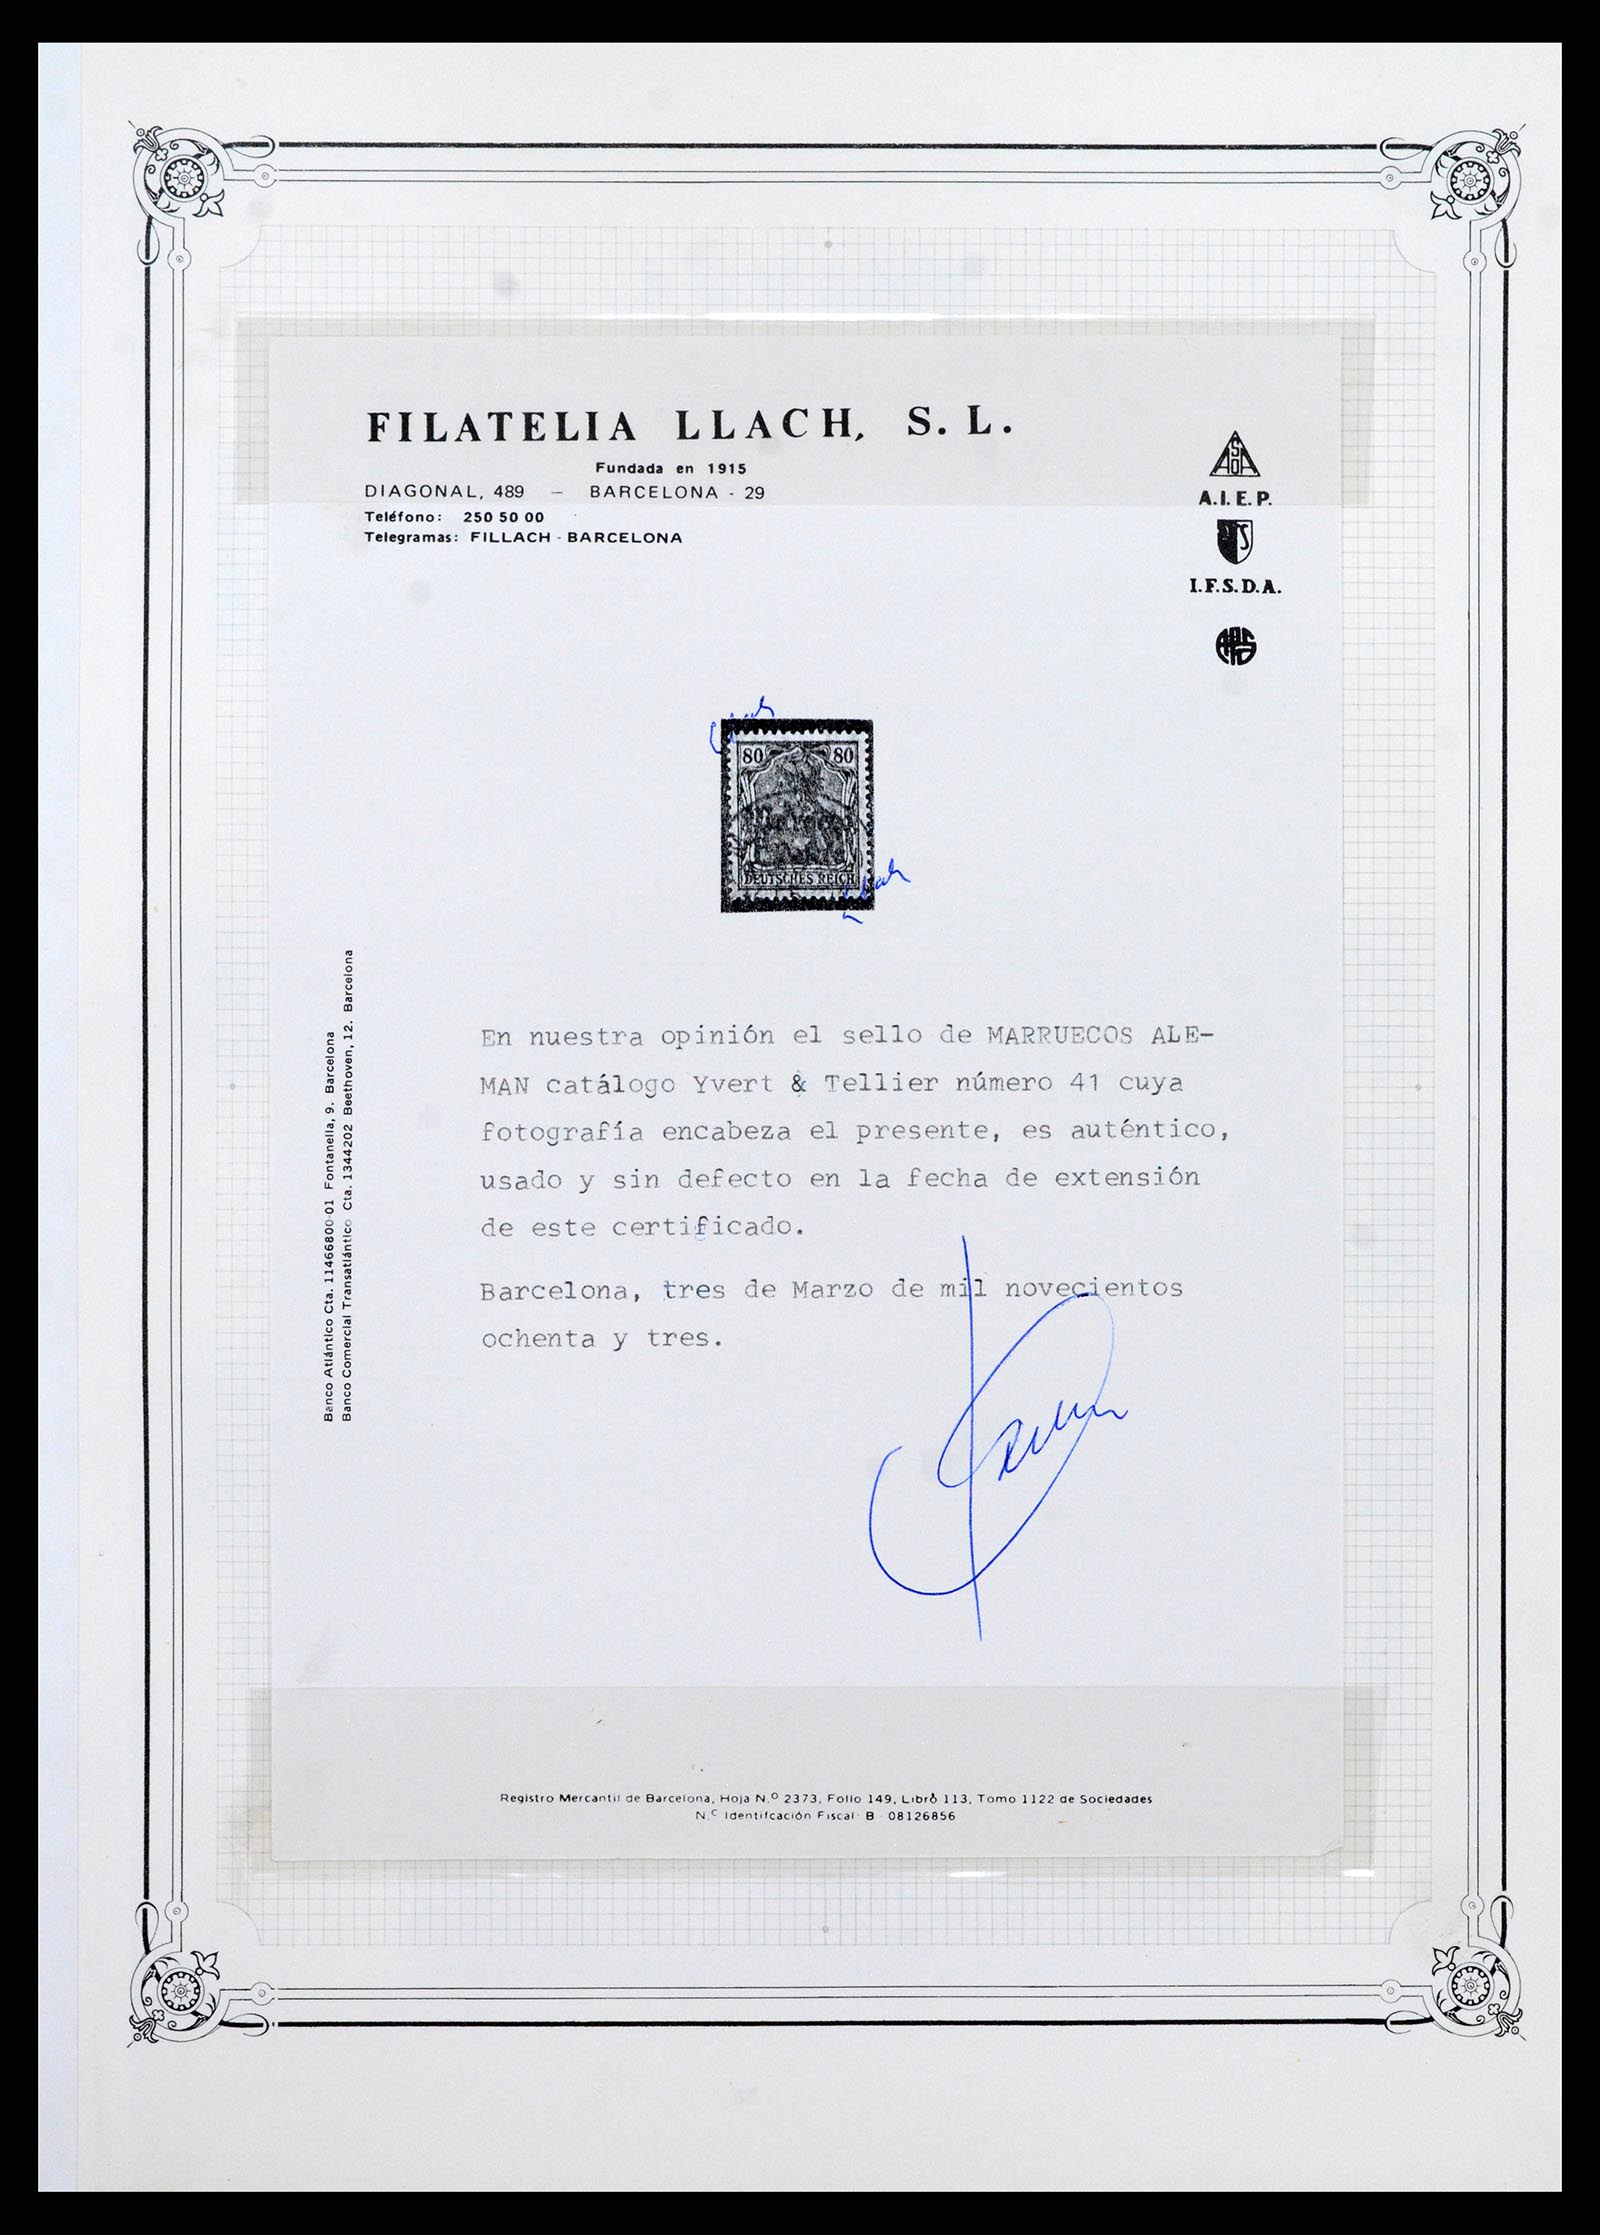 FILATELIA LLACH, S. L.
Fundada en 1915
DIAGONAL, 489 — BARCELONA - 29
Teléfono: 250 50 00
Telegramas: FILLACH - BARCELONA
A.I.E.P.
I.F.S.D.A.
80 80
DEUTSCHES REICH
Banco Atlántico Cta. 11466800-01 Fontanella, 9. Barcelona
Banco Comercial Transatlántico Cta. 1344202 Beethoven, 12. Barcelona
En nuestra opinión el sello de MARRUECOS ALE-
MAN catálogo Yvert & Tellier número 41 cuya
fotografía encabeza el presente, es auténtico,
usado y sin defecto en la fecha de extensión
de este certificado.
Barcelona, tres de Marzo de mil novecientos
ochenta y tres.
Registro Mercantil de Barcelona, Hoja N.º 2373, Folio 149, Libro 113, Tomo 1122 de Sociedades
N.º Identifcación Fiscal B - 08126856